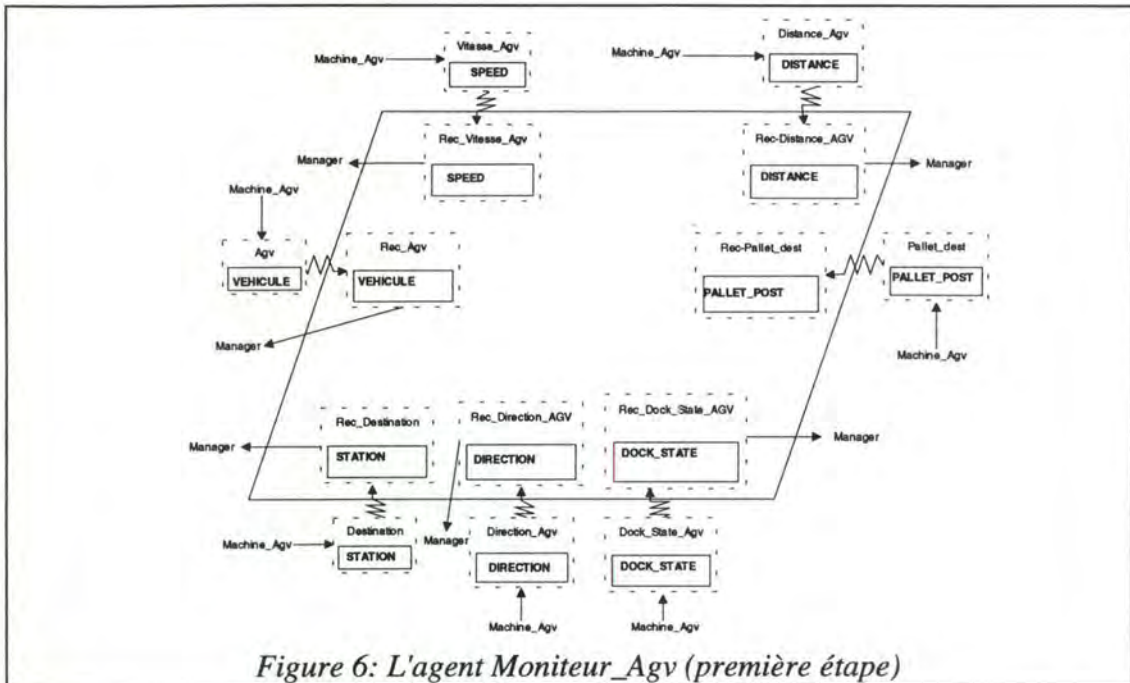 Vitesse_Agv
Distance_Agv
Machine_Agv
SPEED
Machine_Agv
DISTANCE
Rec_Vitesse_Agv
Rec-Distance_AGV
Manager
SPEED
DISTANCE
Manager
Machine_Agv
Agv
Rec_Agv
Rec-Pallet_dest
Pallet_dest
VEHICULE
VEHICULE
PALLET_POST
PALLET_POST
Manager
Machine_Agv
Rec_Destination
Rec_Direction_AGV
Rec_Dock_State_AGV
Manager
STATION
DIRECTION
DOCK_STATE
Manager
Destination
Manager
Direction_Agv
Dock_State_Agv
Machine_Agv
STATION
DIRECTION
DOCK_STATE
Machine_Agv
Machine_Agv
Figure 6: L'agent Moniteur_Agv (première étape)